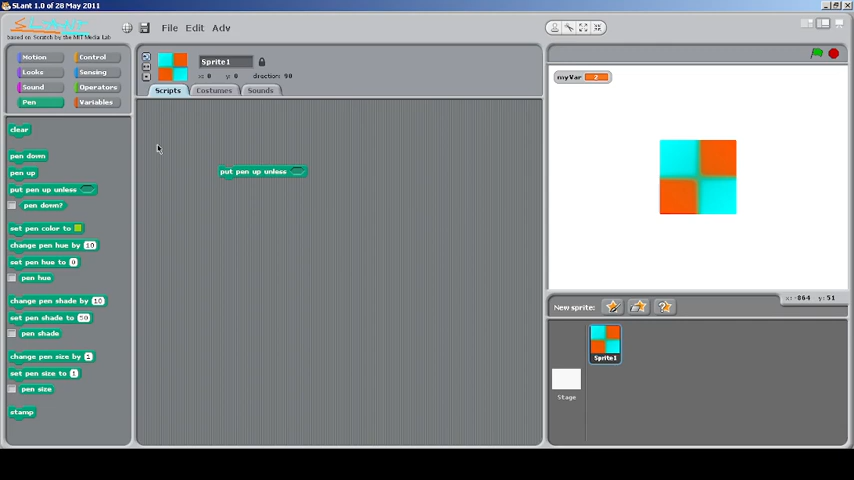 SLant 1.0 of 28 May 2011
SLANT
based on Scratch by the MIT Media Lab
File Edit Adv
Motion Control
Looks Sensing
Sound Operators
Pen Variables
clear
pen down
pen up
put pen up unless
pen down?
set pen color to
change pen hue by 10
set pen hue to 0
pen hue
change pen shade by 10
set pen shade to 50
pen shade
change pen size by 1
set pen size to 1
pen size
stamp
Sprite1
x: 0 y: 0 direction: 90
Scripts Costumes Sounds
put pen up unless
myVar 2
x: -864 y: 51
New sprite:
Sprite1
Stage